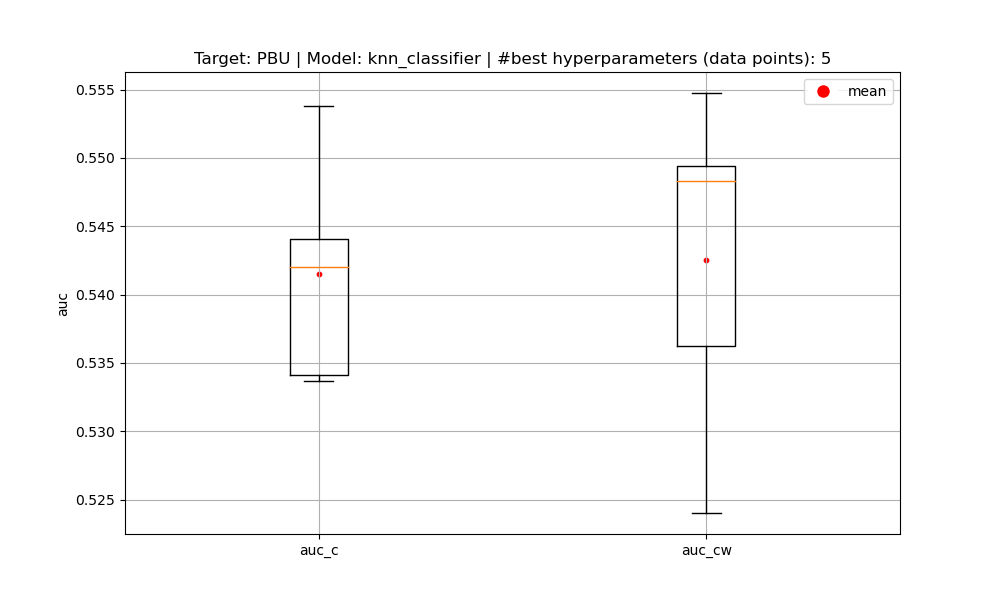 Target: PBU | Model: knn_classifier | #best hyperparameters (data points): 5
mean
0.555
0.550
0.545
0.540
0.535
0.530
0.525
auc
auc_c
auc_cw